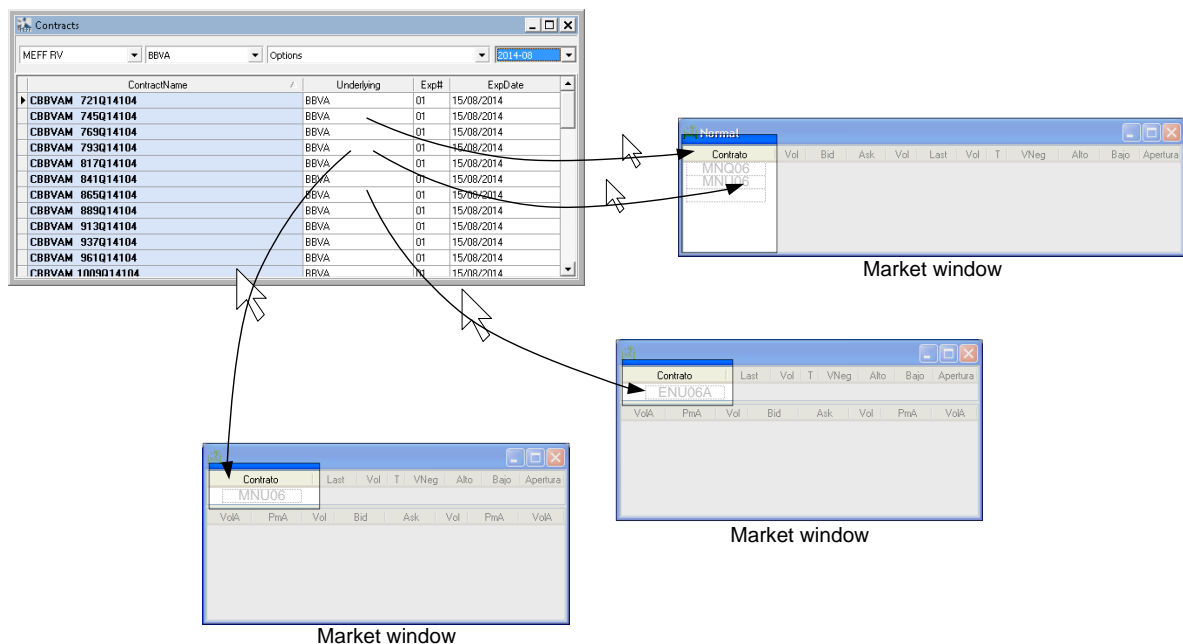 Contracts
MEFF RV BBVA Options 2014-08
ContractName / Underlying Exp# ExpDate
CBBVAM 721Q14104 BBVA 01 15/08/2014
CBBVAM 745Q14104 BBVA 01 15/08/2014
CBBVAM 769Q14104 BBVA 01 15/08/2014
CBBVAM 793Q14104 BBVA 01 15/08/2014
CBBVAM 817Q14104 BBVA 01 15/08/2014
CBBVAM 841Q14104 BBVA 01 15/08/2014
CBBVAM 865Q14104 BBVA 01 15/08/2014
CBBVAM 889Q14104 BBVA 01 15/08/2014
CBBVAM 913Q14104 BBVA 01 15/08/2014
CBBVAM 937Q14104 BBVA 01 15/08/2014
CBBVAM 961Q14104 BBVA 01 15/08/2014
CBBVAM 1009Q14104 BBVA 01 15/08/2014
Normal
Contrato Vol Bid Ask Vol Last Vol T VNeg Alto Bajo Apertura
MNQ06
MNU06
Market window
Contrato Last Vol T VNeg Alto Bajo Apertura
ENU06A
VolA PmA Vol Bid Ask Vol PmA VolA
Market window
Contrato Last Vol T VNeg Alto Bajo Apertura
MNU06
VolA PmA Vol Bid Ask Vol PmA VolA
Market window